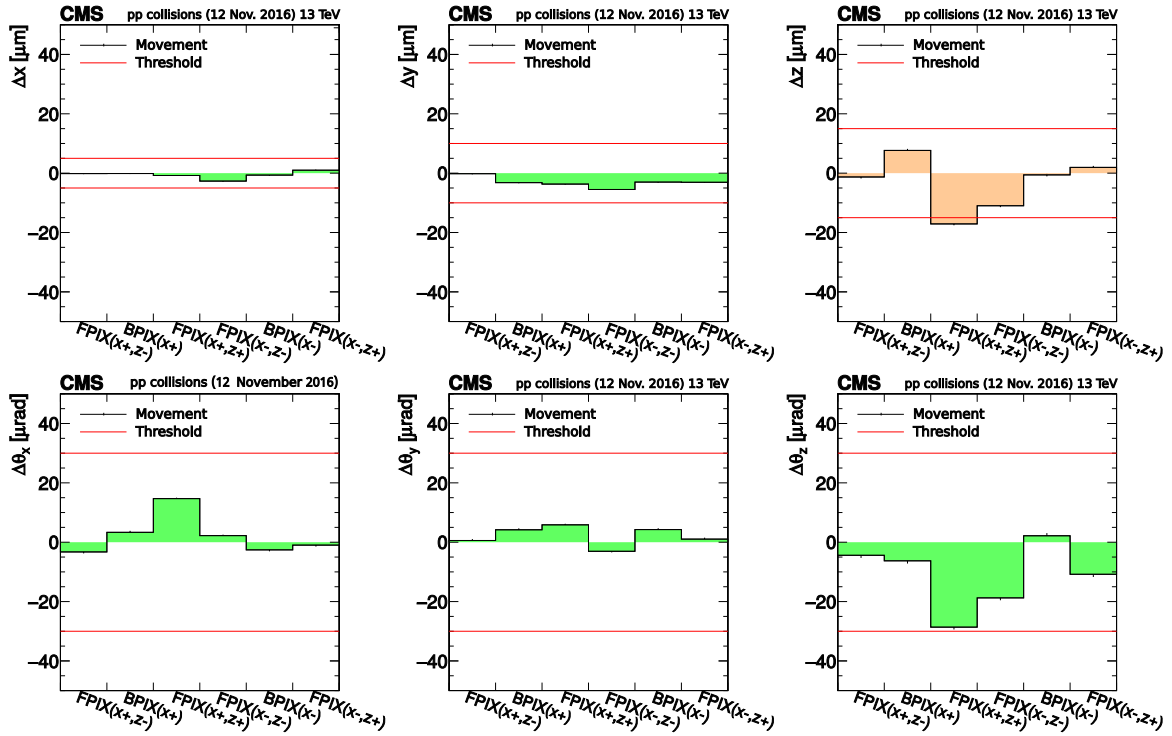 CMS pp collisions (12 Nov. 2016) 13 TeV
Δx [μm]
Movement
Threshold
40
20
0
−20
−40
FPIX(x+,z-) BPIX(x+) FPIX(x+,z+) FPIX(x-,z-) BPIX(x-) FPIX(x-,z+)
CMS pp collisions (12 Nov. 2016) 13 TeV
Δy [μm]
Movement
Threshold
40
20
0
−20
−40
FPIX(x+,z-) BPIX(x+) FPIX(x+,z+) FPIX(x-,z-) BPIX(x-) FPIX(x-,z+)
CMS pp collisions (12 Nov. 2016) 13 TeV
Δz [μm]
Movement
Threshold
40
20
0
−20
−40
FPIX(x+,z-) BPIX(x+) FPIX(x+,z+) FPIX(x-,z-) BPIX(x-) FPIX(x-,z+)
CMS pp collisions (12 November 2016)
Δθx [μrad]
Movement
Threshold
40
20
0
−20
−40
FPIX(x+,z-) BPIX(x+) FPIX(x+,z+) FPIX(x-,z-) BPIX(x-) FPIX(x-,z+)
CMS pp collisions (12 Nov. 2016) 13 TeV
Δθy [μrad]
Movement
Threshold
40
20
0
−20
−40
FPIX(x+,z-) BPIX(x+) FPIX(x+,z+) FPIX(x-,z-) BPIX(x-) FPIX(x-,z+)
CMS pp collisions (12 Nov. 2016) 13 TeV
Δθz [μrad]
Movement
Threshold
40
20
0
−20
−40
FPIX(x+,z-) BPIX(x+) FPIX(x+,z+) FPIX(x-,z-) BPIX(x-) FPIX(x-,z+)